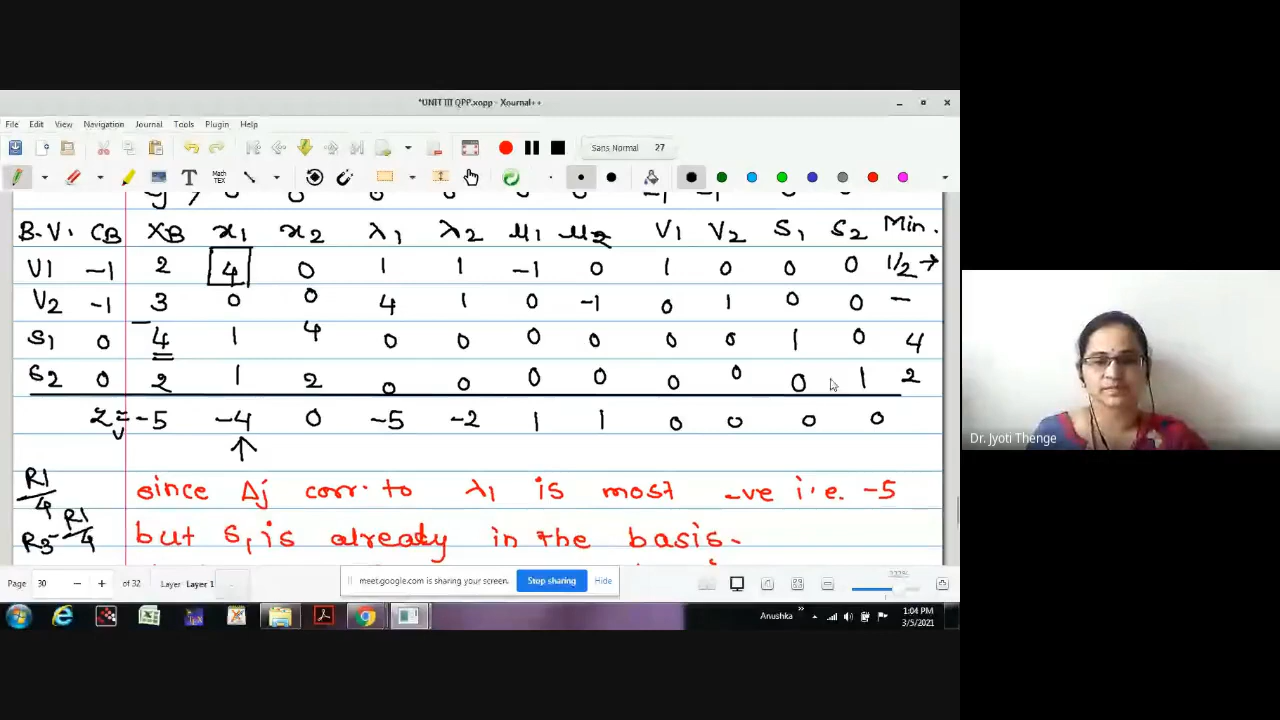 *UNIT III QPP.xopp - Xournal++
File Edit View Navigation Journal Tools Plugin Help
Sans Normal 27
B.V. CB XB x1 x2 λ1 λ2 μ1 μ2 V1 V2 S1 S2 Min.
V1 -1 2 4 0 1 1 -1 0 1 0 0 0 1/2 →
V2 -1 3 0 0 4 1 0 -1 0 1 0 0 -
S1 0 4 1 4 0 0 0 0 0 0 1 0 4
S2 0 2 1 2 0 0 0 0 0 0 0 1 2
Z = -5 -4 0 -5 -2 1 1 0 0 0 0
↑
R1/4
since Δj corr. to λ1 is most -ve i.e. -5
R3 - R1/4
but S1 is already in the basis.
Page 30 of 32 Layer Layer 1
meet.google.com is sharing your screen. Stop sharing Hide
Anushka
1:04 PM
3/5/2021
Dr. Jyoti Thenge